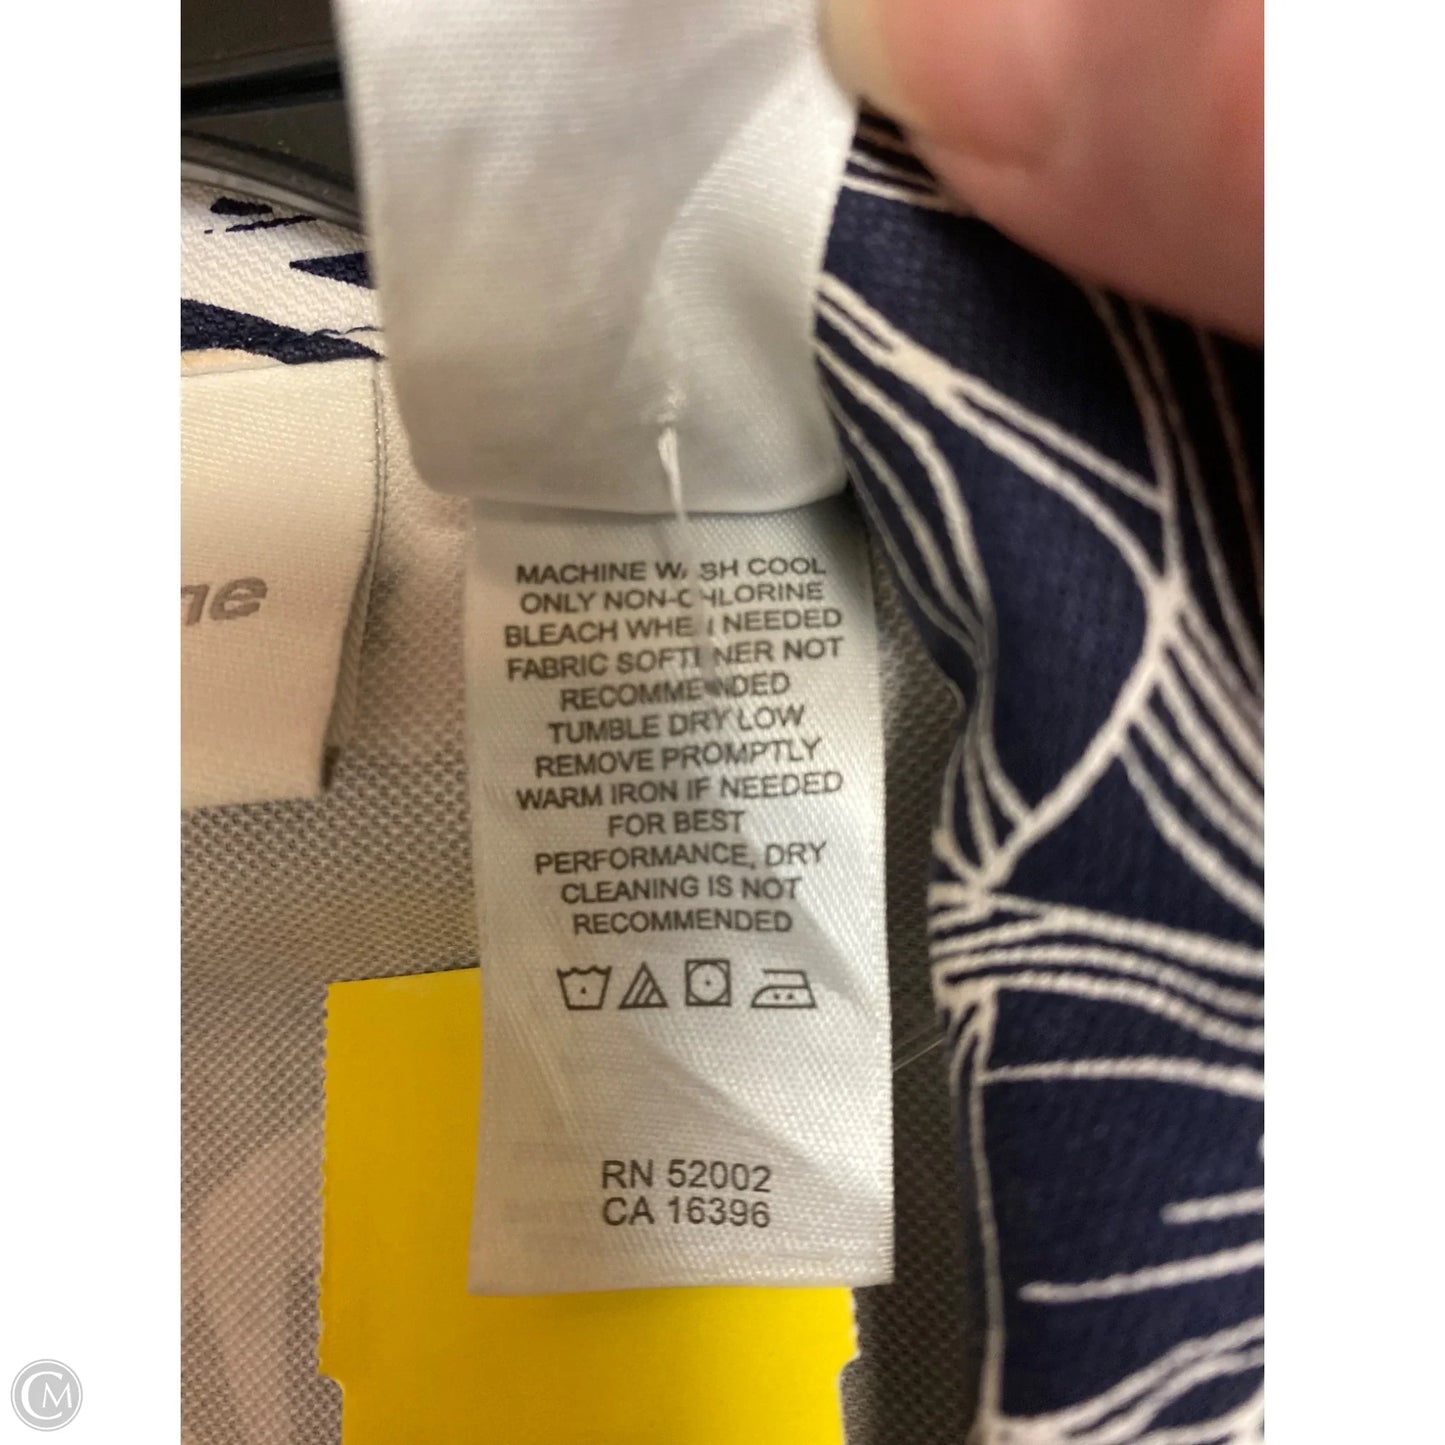 MACHINE WASH COOL
ONLY NON-CHLORINE
BLEACH WHEN NEEDED
FABRIC SOFTENER NOT
RECOMMENDED
TUMBLE DRY LOW
REMOVE PROMPTLY
WARM IRON IF NEEDED
FOR BEST
PERFORMANCE, DRY
CLEANING IS NOT
RECOMMENDED
RN 52002
CA 16396
CM